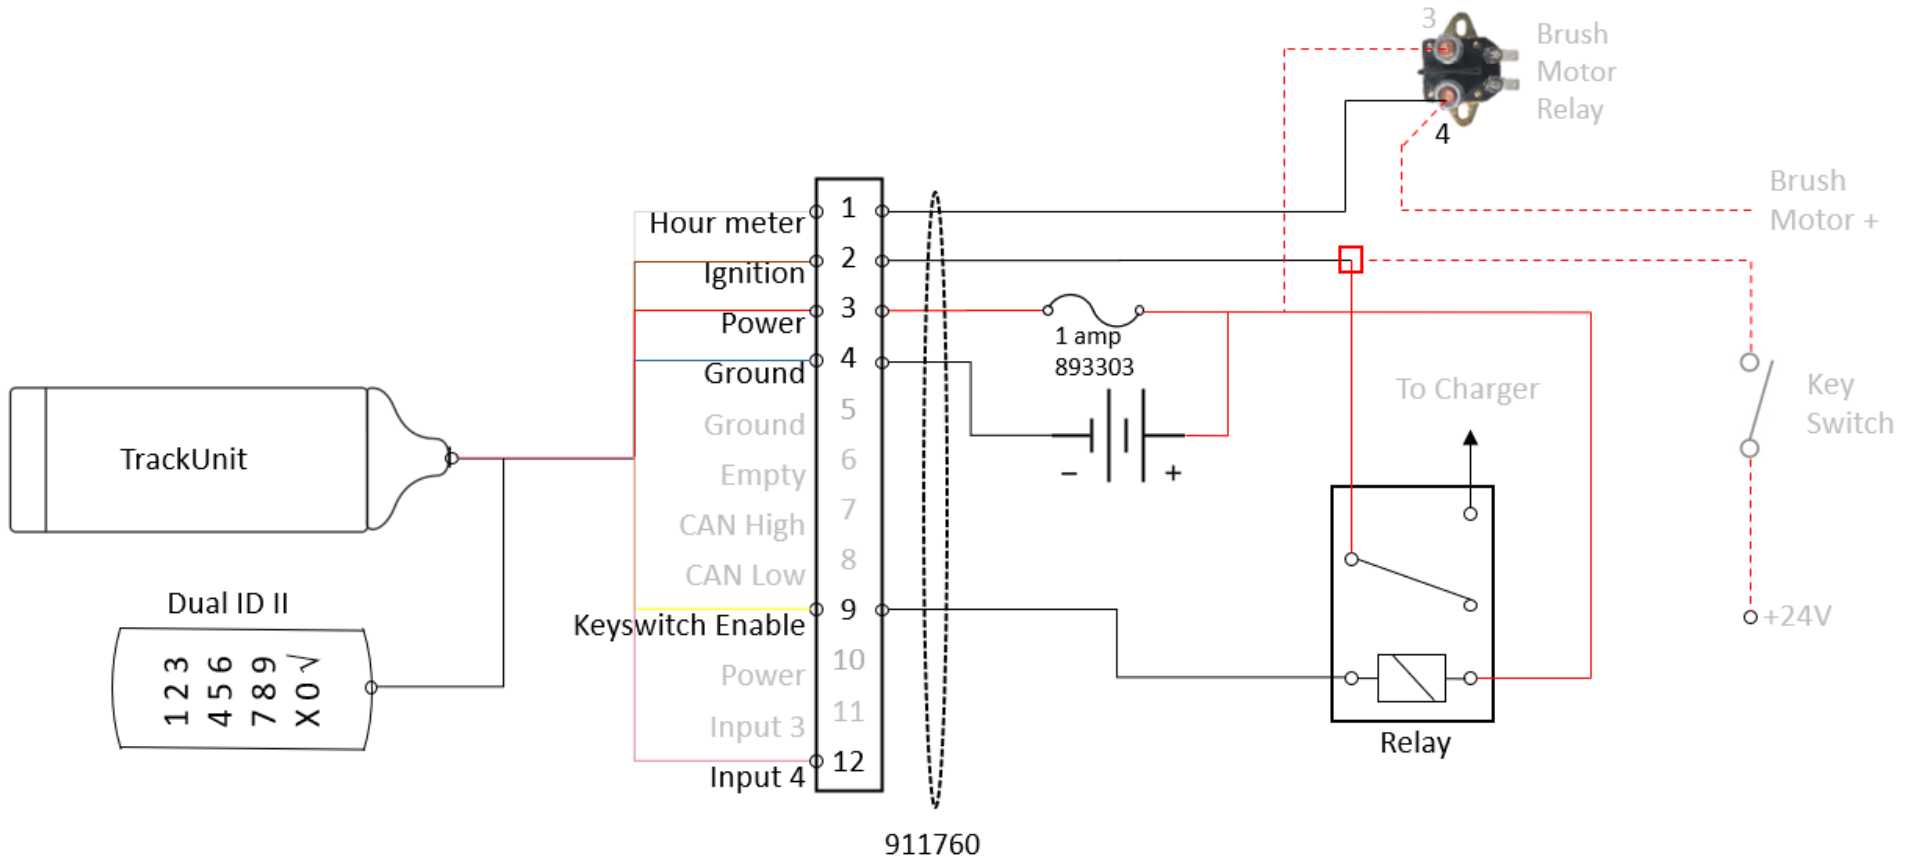 3
Brush
Motor
Relay
4
Brush
Motor +
Hour meter
1
Ignition
2
Power
3
1 amp
893303
Ground
4
Ground
5
Empty
6
CAN High
7
CAN Low
8
Keyswitch Enable
9
Power
10
Input 3
11
Input 4
12
911760
TrackUnit
Dual ID II
1 2 3
4 5 6
7 8 9
X 0 √
− +
To Charger
Key
Switch
+24V
Relay